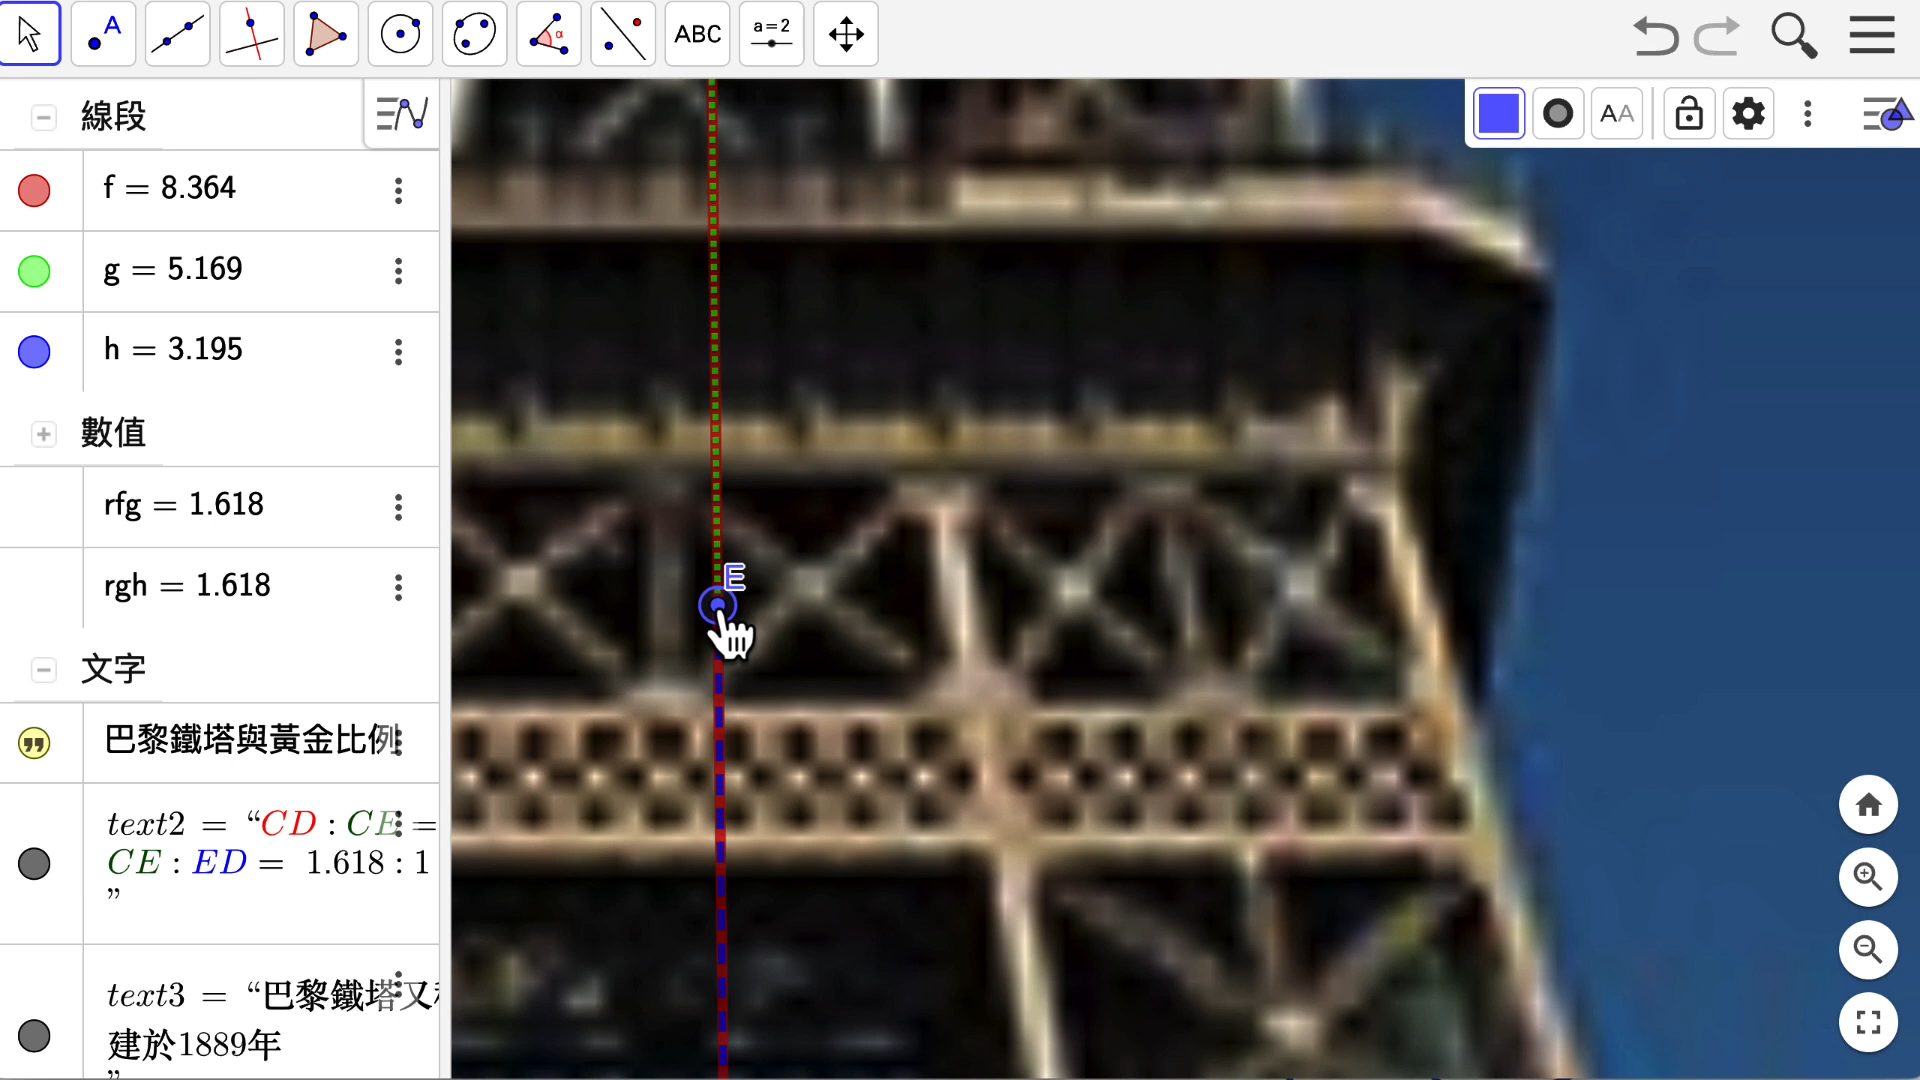 A
α
ABC
a=2
AA
線段
f = 8.364
g = 5.169
h = 3.195
數值
rfg = 1.618
rgh = 1.618
文字
巴黎鐵塔與黃金比例
text2 = “CD : CE =
CE : ED = 1.618 : 1
”
text3 = “巴黎鐵塔又
建於1889年
”
E